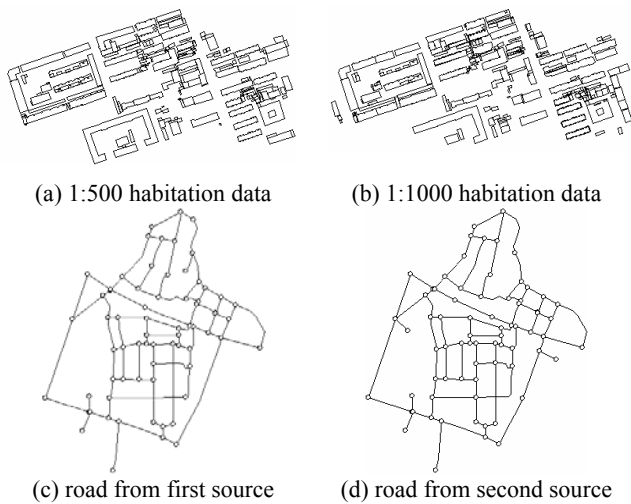 (a) 1:500 habitation data
(b) 1:1000 habitation data
(c) road from first source
(d) road from second source